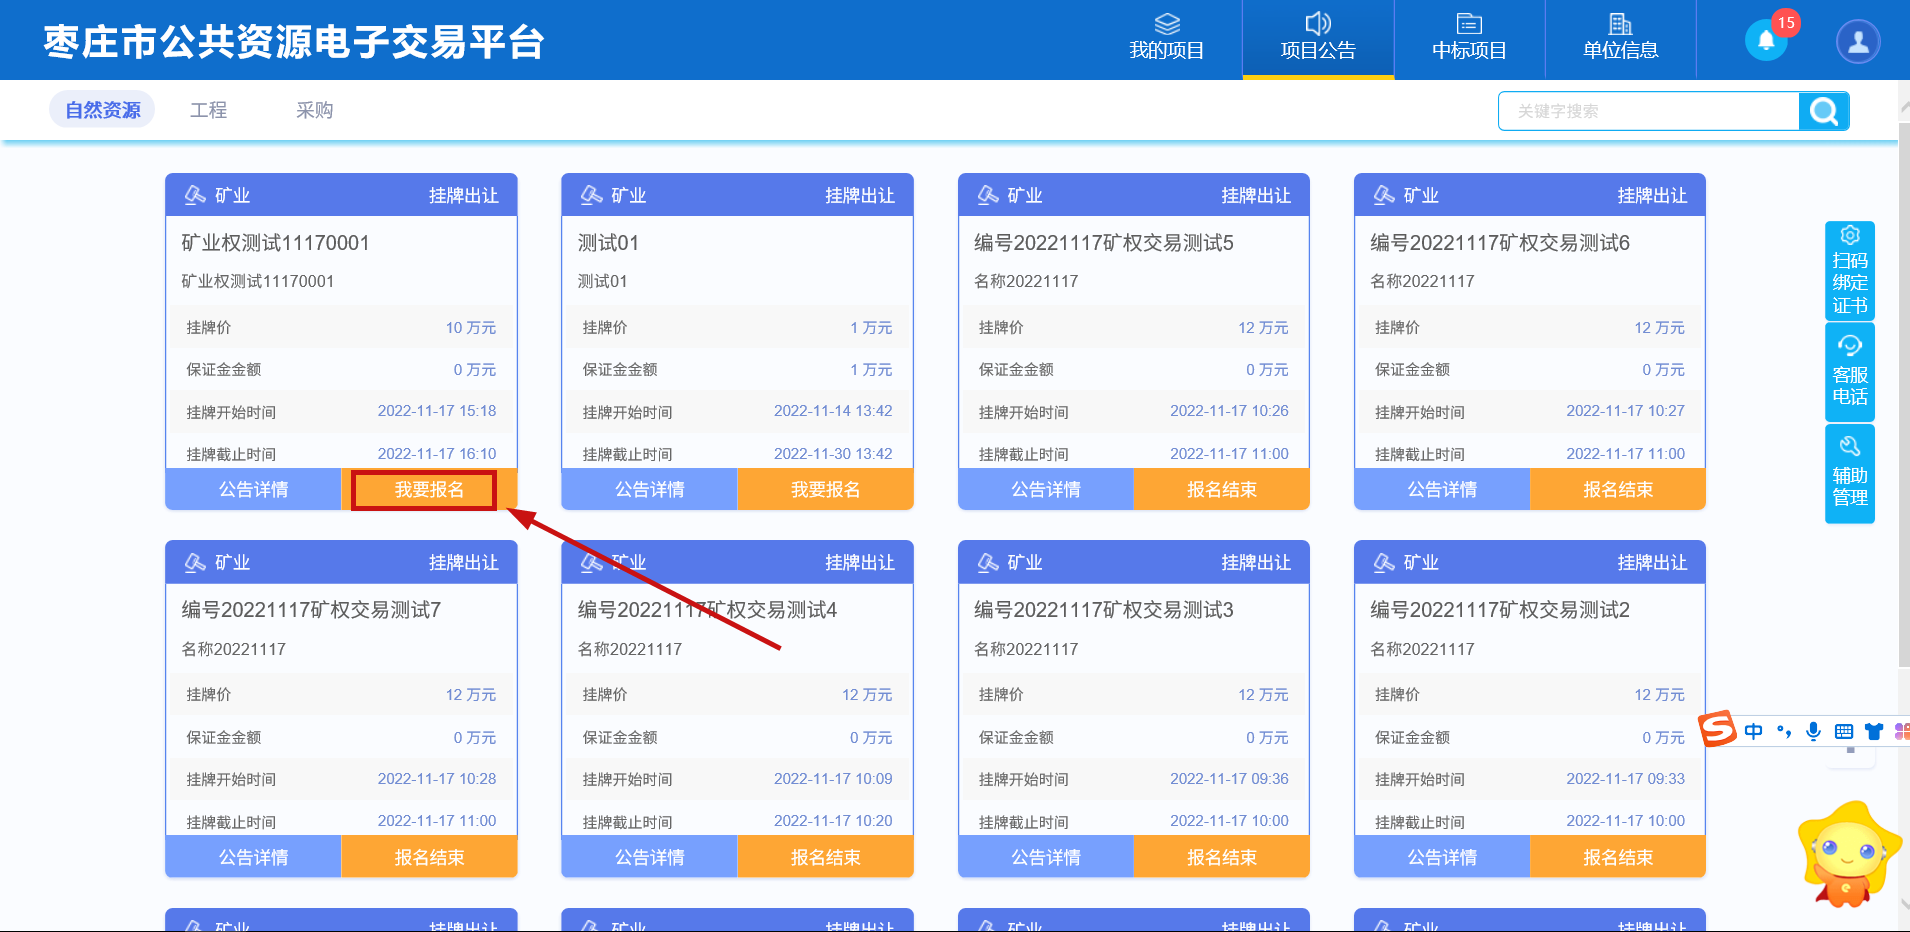 枣庄市公共资源电子交易平台
我的项目 项目公告 中标项目 单位信息 15
自然资源 工程 采购 关键字搜索
矿业 挂牌出让
矿业权测试11170001
矿业权测试11170001
挂牌价 10 万元
保证金金额 0 万元
挂牌开始时间 2022-11-17 15:18
挂牌截止时间 2022-11-17 16:10
公告详情 我要报名
矿业 挂牌出让
测试01
测试01
挂牌价 1 万元
保证金金额 1 万元
挂牌开始时间 2022-11-14 13:42
挂牌截止时间 2022-11-30 13:42
公告详情 我要报名
矿业 挂牌出让
编号20221117矿权交易测试5
名称20221117
挂牌价 12 万元
保证金金额 0 万元
挂牌开始时间 2022-11-17 10:26
挂牌截止时间 2022-11-17 11:00
公告详情 报名结束
矿业 挂牌出让
编号20221117矿权交易测试6
名称20221117
挂牌价 12 万元
保证金金额 0 万元
挂牌开始时间 2022-11-17 10:27
挂牌截止时间 2022-11-17 11:00
公告详情 报名结束
扫码
绑定
证书
客服
电话
辅助
管理
矿业 挂牌出让
编号20221117矿权交易测试7
名称20221117
挂牌价 12 万元
保证金金额 0 万元
挂牌开始时间 2022-11-17 10:28
挂牌截止时间 2022-11-17 11:00
公告详情 报名结束
矿业 挂牌出让
编号20221117矿权交易测试4
名称20221117
挂牌价 12 万元
保证金金额 0 万元
挂牌开始时间 2022-11-17 10:09
挂牌截止时间 2022-11-17 10:20
公告详情 报名结束
矿业 挂牌出让
编号20221117矿权交易测试3
名称20221117
挂牌价 12 万元
保证金金额 0 万元
挂牌开始时间 2022-11-17 09:36
挂牌截止时间 2022-11-17 10:00
公告详情 报名结束
矿业 挂牌出让
编号20221117矿权交易测试2
名称20221117
挂牌价 12 万元
保证金金额 0 万元
挂牌开始时间 2022-11-17 09:33
挂牌截止时间 2022-11-17 10:00
公告详情 报名结束
S 中 °,
矿业 挂牌出让
矿业 挂牌出让
矿业 挂牌出让
矿业 挂牌出让